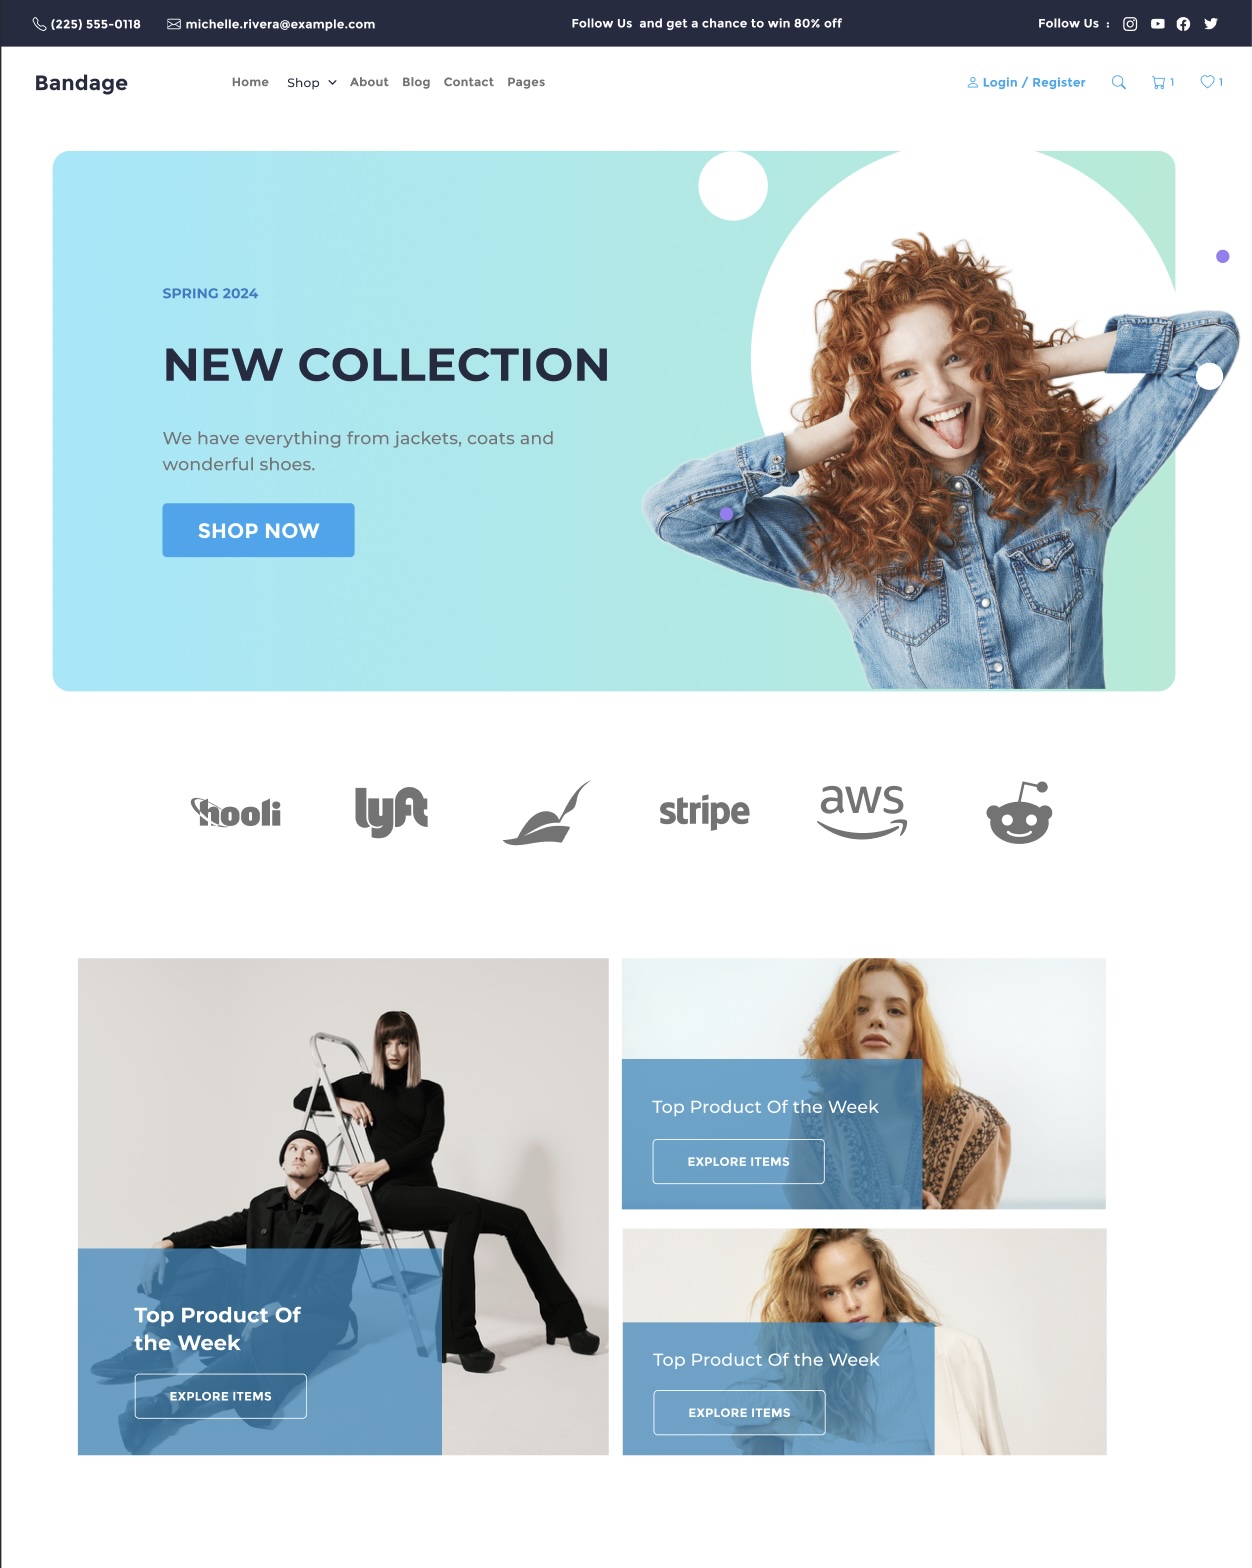 (225) 555-0118 michelle.rivera@example.com Follow Us and get a chance to win 80% off Follow Us :
Bandage Home Shop About Blog Contact Pages Login / Register 1 1
SPRING 2024
NEW COLLECTION
We have everything from jackets, coats and
wonderful shoes.
SHOP NOW
hooli lyft stripe aws
Top Product Of
the Week
EXPLORE ITEMS
Top Product Of the Week
EXPLORE ITEMS
Top Product Of the Week
EXPLORE ITEMS